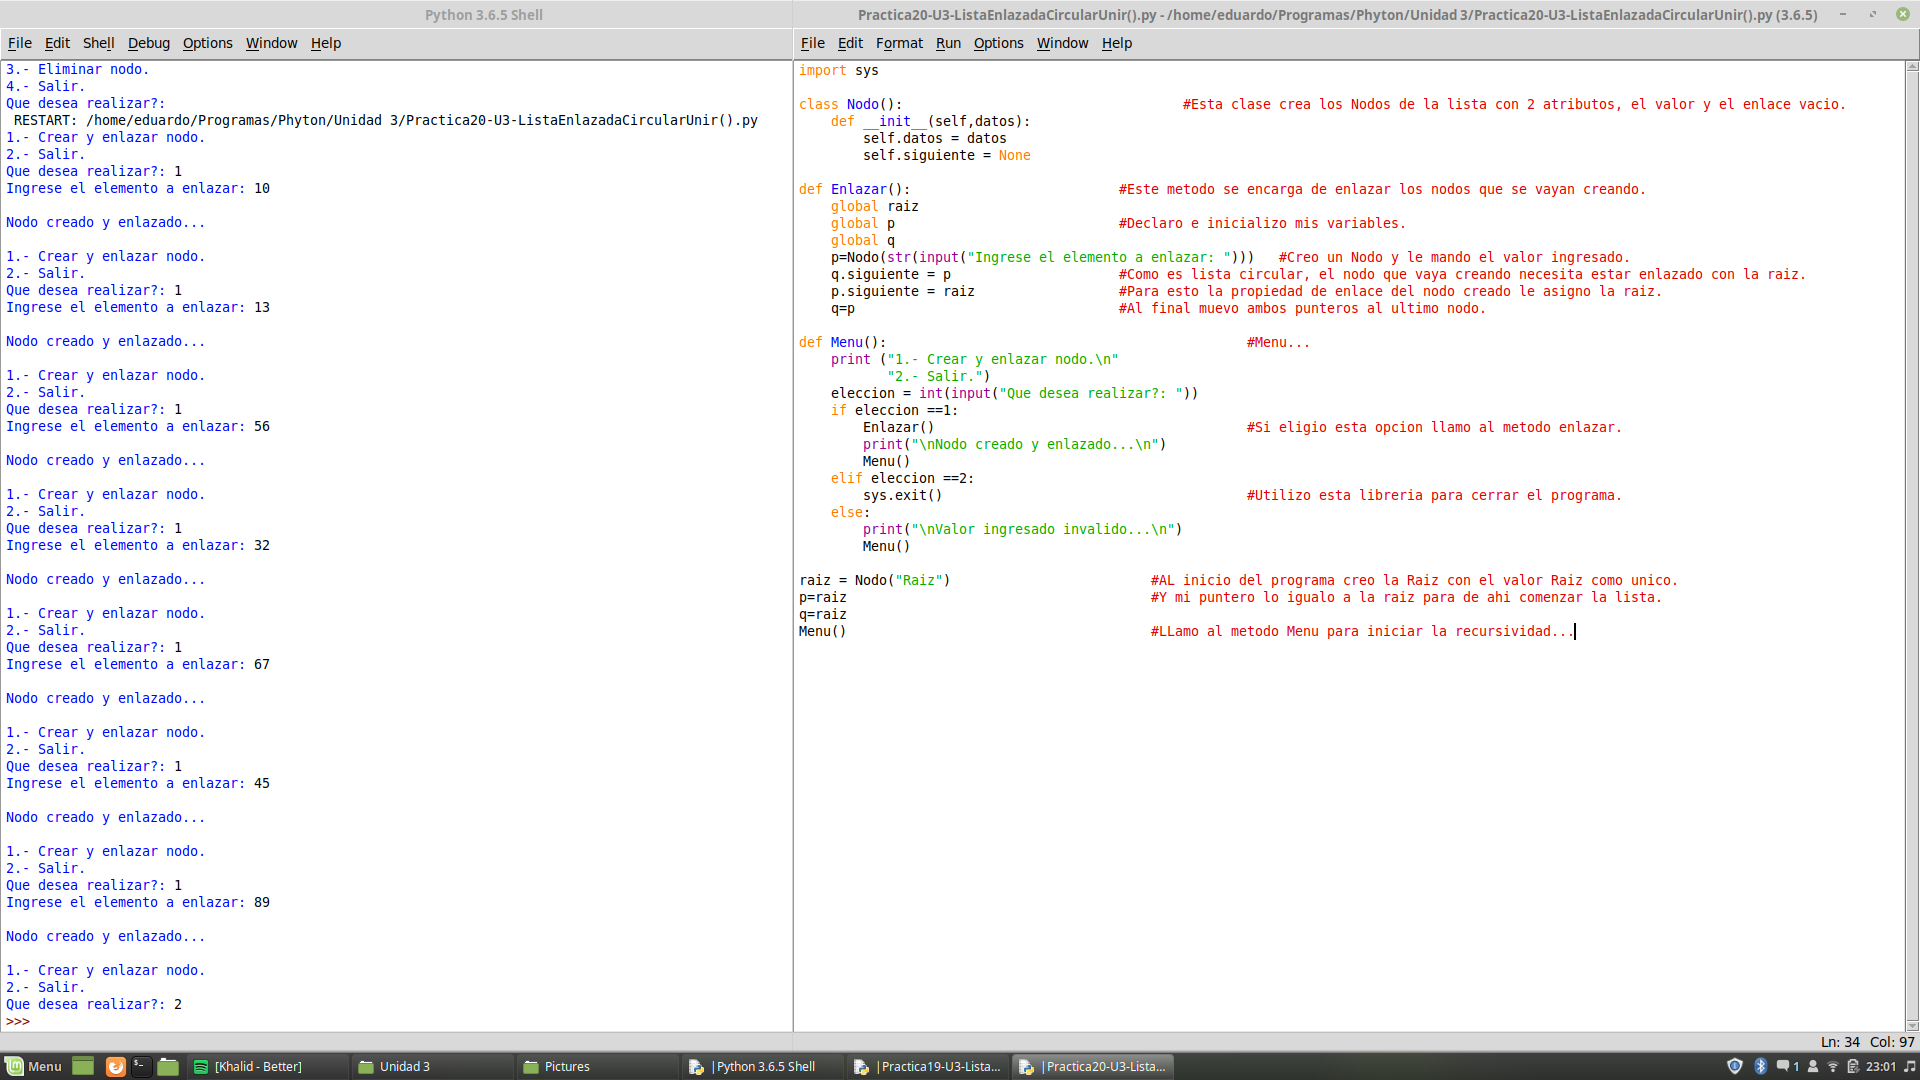 Python 3.6.5 Shell
File Edit Shell Debug Options Window Help
3.- Eliminar nodo.
4.- Salir.
Que desea realizar?:
 RESTART: /home/eduardo/Programas/Phyton/Unidad 3/Practica20-U3-ListaEnlazadaCircularUnir().py
1.- Crear y enlazar nodo.
2.- Salir.
Que desea realizar?: 1
Ingrese el elemento a enlazar: 10

Nodo creado y enlazado...

1.- Crear y enlazar nodo.
2.- Salir.
Que desea realizar?: 1
Ingrese el elemento a enlazar: 13

Nodo creado y enlazado...

1.- Crear y enlazar nodo.
2.- Salir.
Que desea realizar?: 1
Ingrese el elemento a enlazar: 56

Nodo creado y enlazado...

1.- Crear y enlazar nodo.
2.- Salir.
Que desea realizar?: 1
Ingrese el elemento a enlazar: 32

Nodo creado y enlazado...

1.- Crear y enlazar nodo.
2.- Salir.
Que desea realizar?: 1
Ingrese el elemento a enlazar: 67

Nodo creado y enlazado...

1.- Crear y enlazar nodo.
2.- Salir.
Que desea realizar?: 1
Ingrese el elemento a enlazar: 45

Nodo creado y enlazado...

1.- Crear y enlazar nodo.
2.- Salir.
Que desea realizar?: 1
Ingrese el elemento a enlazar: 89

Nodo creado y enlazado...

1.- Crear y enlazar nodo.
2.- Salir.
Que desea realizar?: 2
>>>
Practica20-U3-ListaEnlazadaCircularUnir().py - /home/eduardo/Programas/Phyton/Unidad 3/Practica20-U3-ListaEnlazadaCircularUnir().py (3.6.5)
File Edit Format Run Options Window Help
import sys

class Nodo():                                   #Esta clase crea los Nodos de la lista con 2 atributos, el valor y el enlace vacio.
    def __init__(self,datos):
        self.datos = datos
        self.siguiente = None

def Enlazar():                          #Este metodo se encarga de enlazar los nodos que se vayan creando.
    global raiz
    global p                            #Declaro e inicializo mis variables.
    global q
    p=Nodo(str(input("Ingrese el elemento a enlazar: ")))   #Creo un Nodo y le mando el valor ingresado.
    q.siguiente = p                     #Como es lista circular, el nodo que vaya creando necesita estar enlazado con la raiz.
    p.siguiente = raiz                  #Para esto la propiedad de enlace del nodo creado le asigno la raiz.
    q=p                                 #Al final muevo ambos punteros al ultimo nodo.

def Menu():                                             #Menu...
    print ("1.- Crear y enlazar nodo.\n"
           "2.- Salir.")
    eleccion = int(input("Que desea realizar?: "))
    if eleccion ==1:
        Enlazar()                                       #Si eligio esta opcion llamo al metodo enlazar.
        print("\nNodo creado y enlazado...\n")
        Menu()
    elif eleccion ==2:
        sys.exit()                                      #Utilizo esta libreria para cerrar el programa.
    else:
        print("\nValor ingresado invalido...\n")
        Menu()

raiz = Nodo("Raiz")                         #AL inicio del programa creo la Raiz con el valor Raiz como unico.
p=raiz                                      #Y mi puntero lo igualo a la raiz para de ahi comenzar la lista.
q=raiz
Menu()                                      #LLamo al metodo Menu para iniciar la recursividad...
Ln: 34 Col: 97
Menu [Khalid - Better] Unidad 3 Pictures |Python 3.6.5 Shell |Practica19-U3-Lista... |Practica20-U3-Lista... 1 23:01